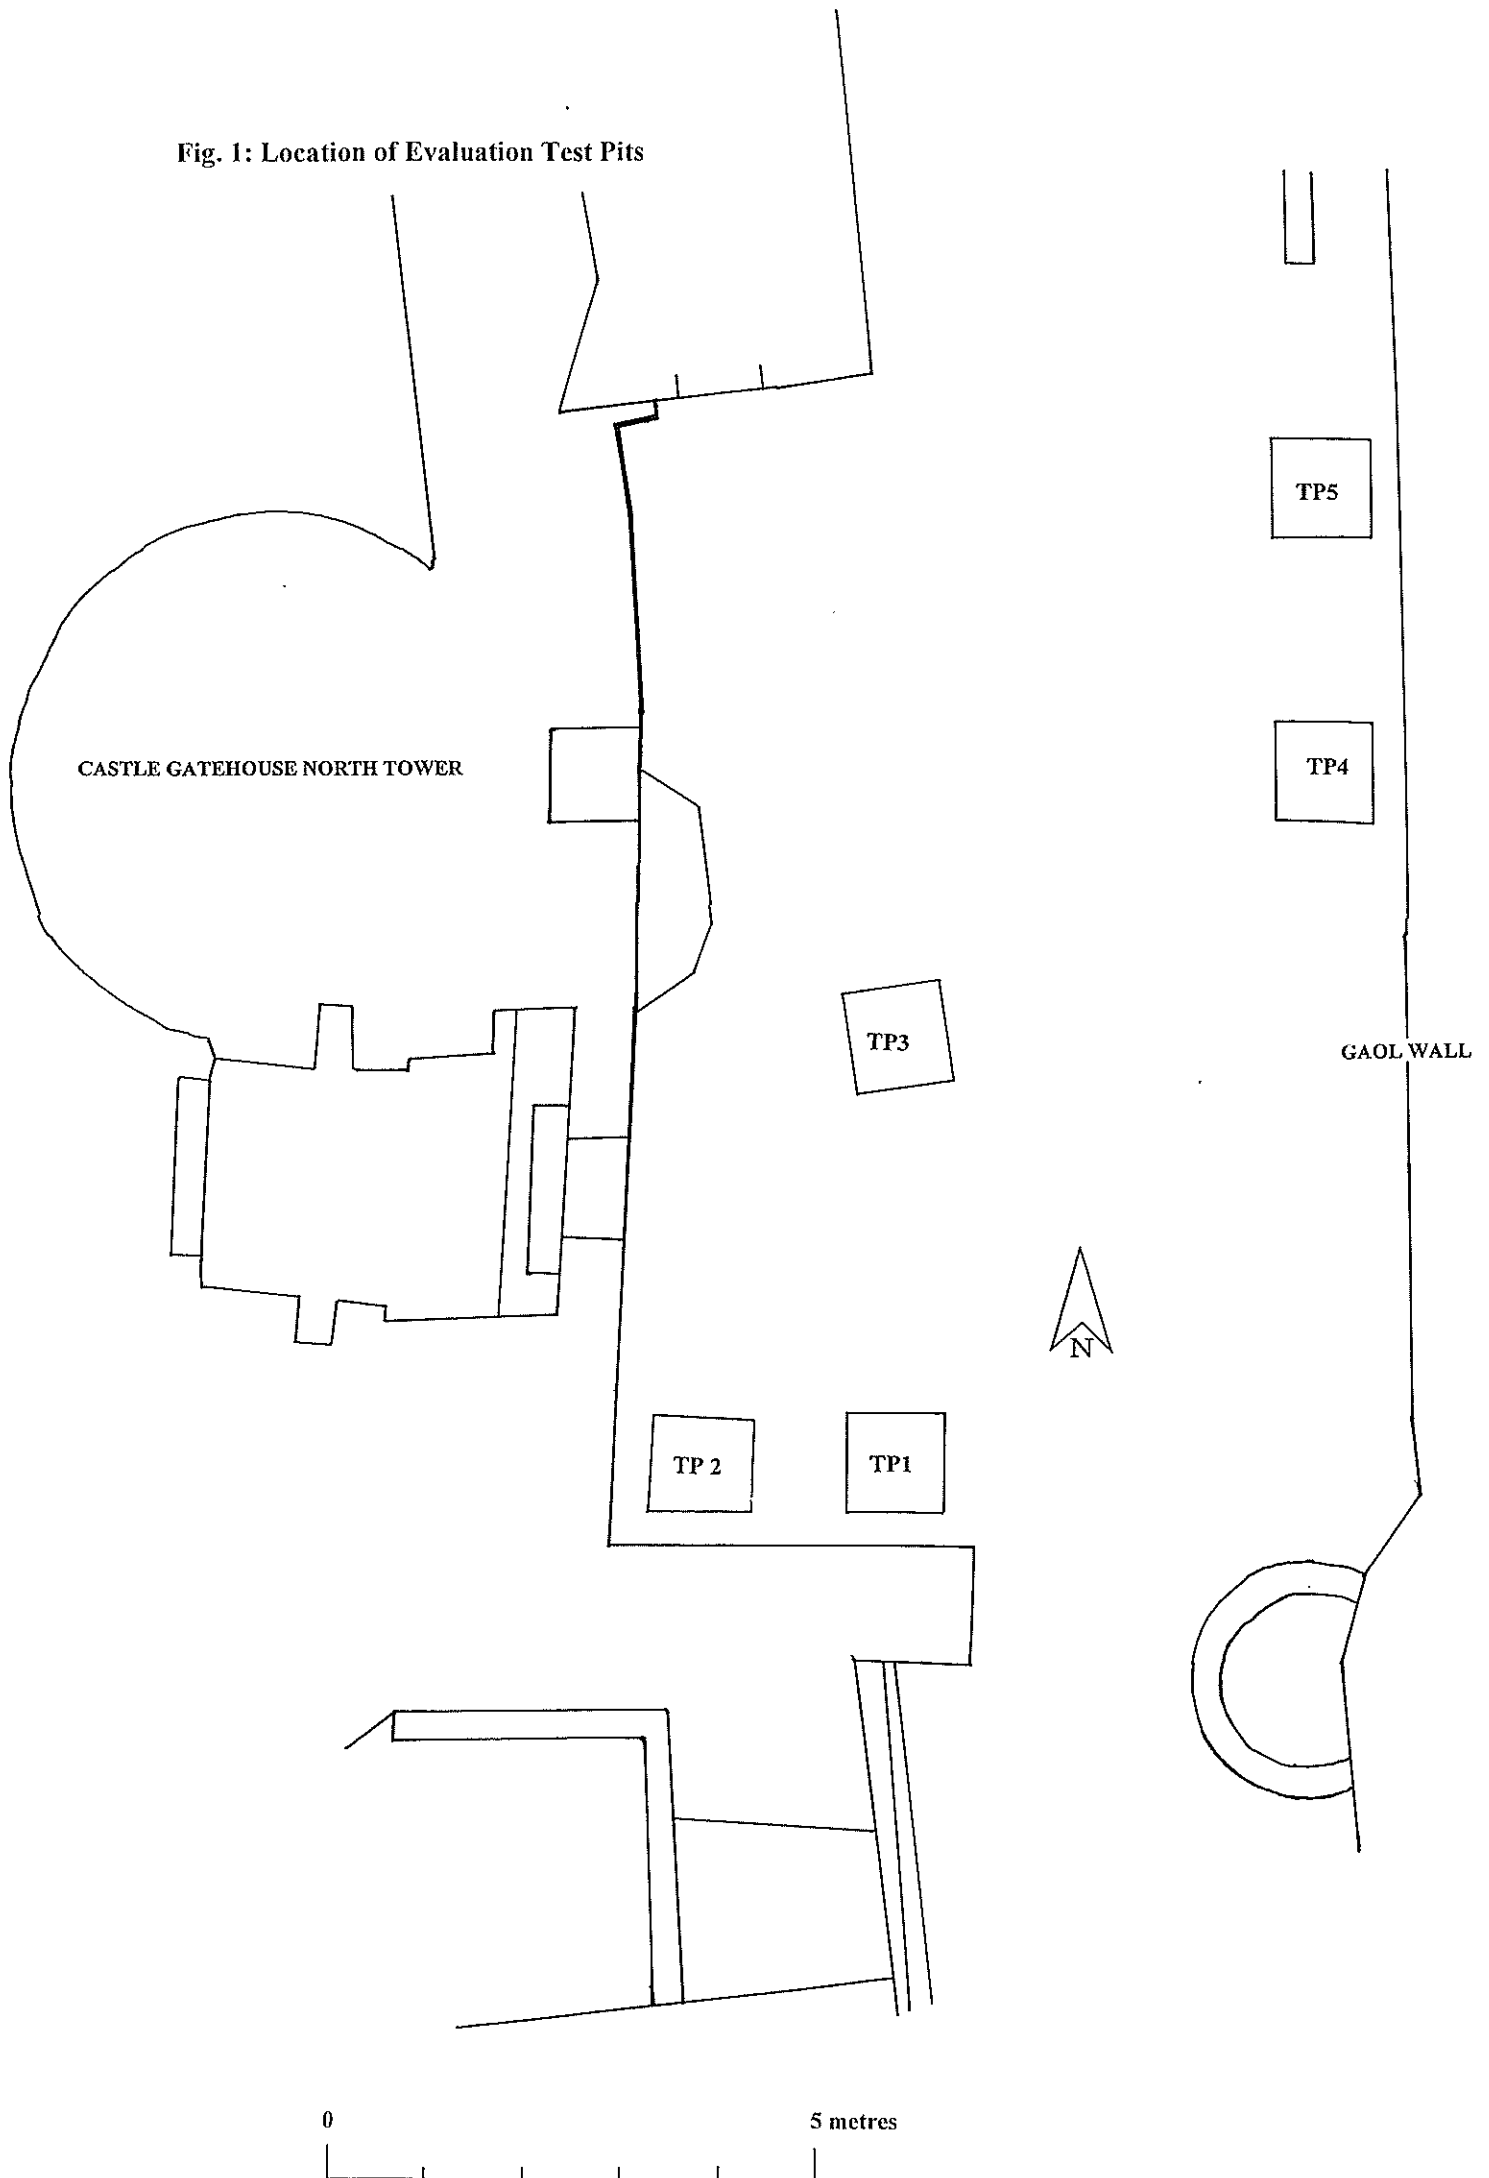 Fig. 1: Location of Evaluation Test Pits
TP5
CASTLE GATEHOUSE NORTH TOWER
TP4
TP3
GAOL WALL
N
TP 2
TP1
0
5 metres